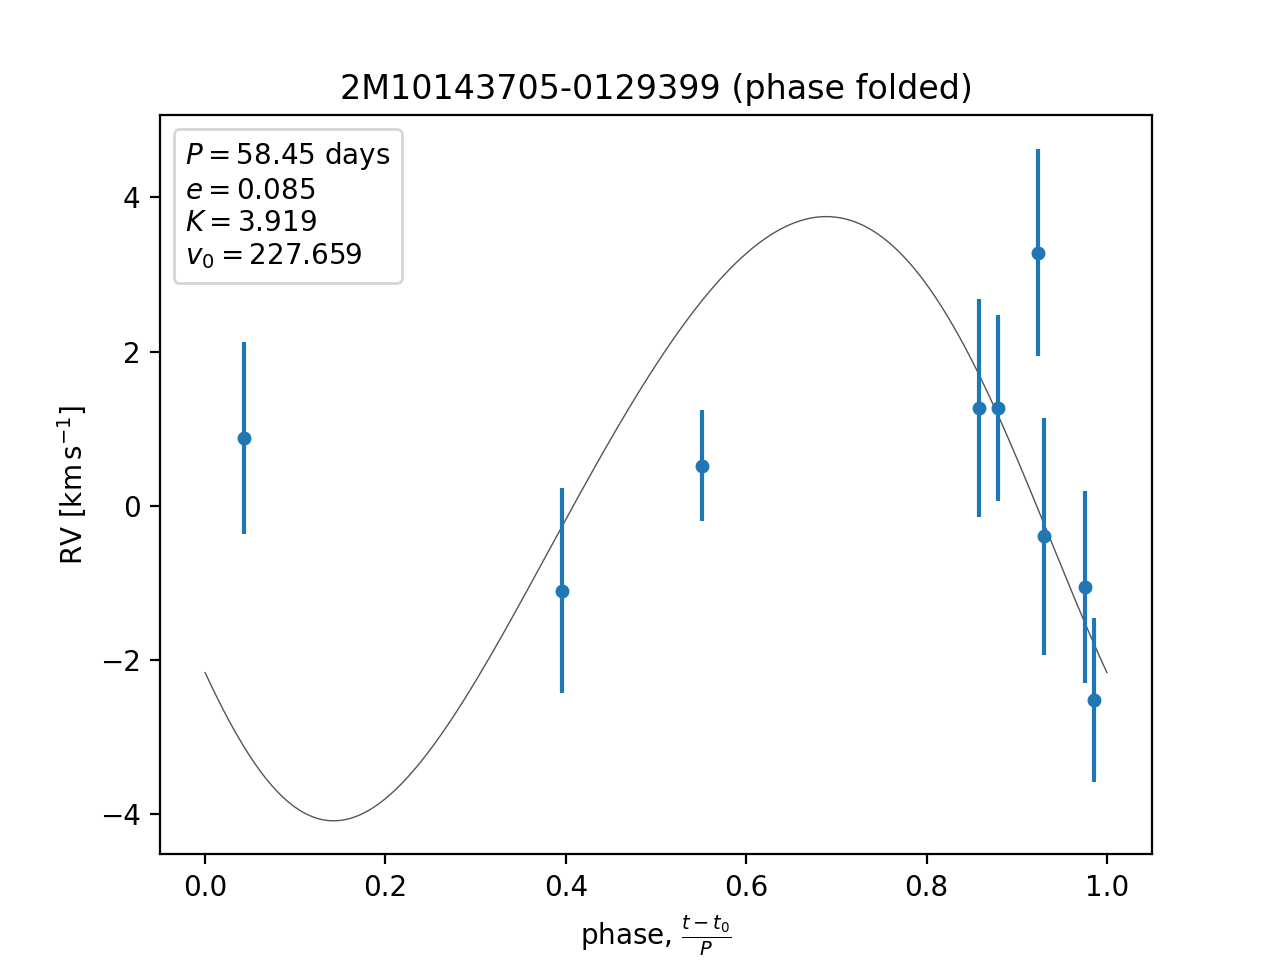 2M10143705-0129399 (phase folded)
P = 58.45 days
e = 0.085
K = 3.919
v₀ = 227.659
4
2
0
−2
−4
RV [km s⁻¹]
0.0 0.2 0.4 0.6 0.8 1.0
phase, (t − t₀)/P